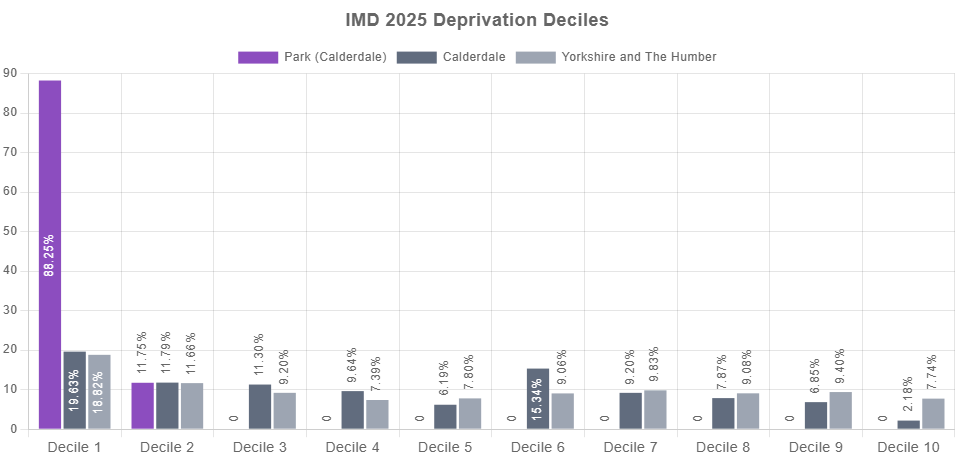 IMD 2025 Deprivation Deciles
Park (Calderdale) Calderdale Yorkshire and The Humber
90
80
70
60
50
40
30
20
10
0
88.25% 19.63% 18.82%
11.75% 11.79% 11.66%
0 11.30% 9.20%
0 9.64% 7.39%
0 6.19% 7.80%
0 15.34% 9.06%
0 9.20% 9.83%
0 7.87% 9.08%
0 6.85% 9.40%
0 2.18% 7.74%
Decile 1 Decile 2 Decile 3 Decile 4 Decile 5 Decile 6 Decile 7 Decile 8 Decile 9 Decile 10